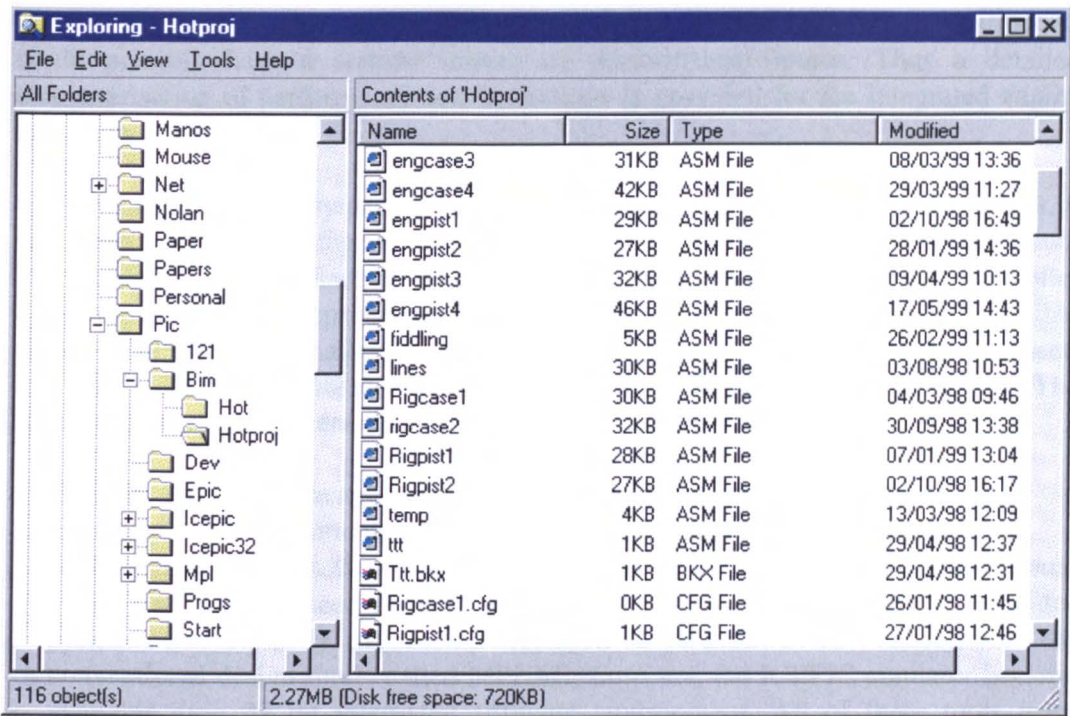 Exploring - Hotproj
File Edit View Tools Help
All Folders
Contents of 'Hotproj'
Manos
Mouse
Net
Nolan
Paper
Papers
Personal
Pic
121
Bim
Hot
Hotproj
Dev
Epic
Icepic
Icepic32
Mpl
Progs
Start
Name Size Type Modified
engcase3 31KB ASM File 08/03/99 13:36
engcase4 42KB ASM File 29/03/99 11:27
engpist1 29KB ASM File 02/10/98 16:49
engpist2 27KB ASM File 28/01/99 14:36
engpist3 32KB ASM File 09/04/99 10:13
engpist4 46KB ASM File 17/05/99 14:43
fiddling 5KB ASM File 26/02/99 11:13
lines 30KB ASM File 03/08/98 10:53
Rigcase1 30KB ASM File 04/03/98 09:46
rigcase2 32KB ASM File 30/09/98 13:38
Rigpist1 28KB ASM File 07/01/99 13:04
Rigpist2 27KB ASM File 02/10/98 16:17
temp 4KB ASM File 13/03/98 12:09
ttt 1KB ASM File 29/04/98 12:37
Ttt.bkx 1KB BKX File 29/04/98 12:31
Rigcase1.cfg 0KB CFG File 26/01/98 11:45
Rigpist1.cfg 1KB CFG File 27/01/98 12:46
116 object(s)
2.27MB (Disk free space: 720KB)